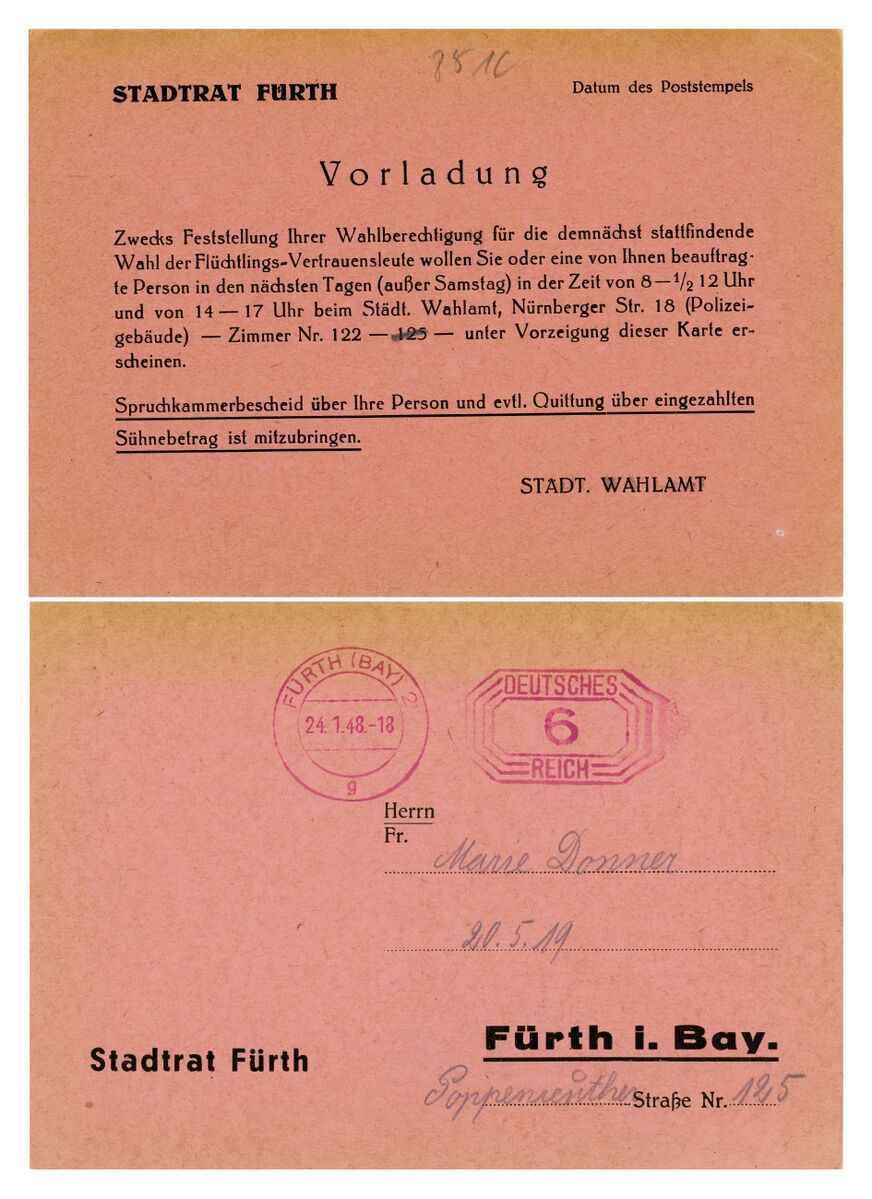 8516
STADTRAT FÜRTH
Datum des Poststempels
Vorladung
Zwecks Feststellung Ihrer Wahlberechtigung für die demnächst stattfindende
Wahl der Flüchtlings-Vertrauensleute wollen Sie oder eine von Ihnen beauftrag-
te Person in den nächsten Tagen (außer Samstag) in der Zeit von 8—1/2 12 Uhr
und von 14 — 17 Uhr beim Städt. Wahlamt, Nürnberger Str. 18 (Polizei-
gebäude) — Zimmer Nr. 122 — 125 — unter Vorzeigung dieser Karte er-
scheinen.
Spruchkammerbescheid über Ihre Person und evtl. Quittung über eingezahlten
Sühnebetrag ist mitzubringen.
STÄDT. WAHLAMT
FÜRTH (BAY) 2
24.1.48.-18
g
DEUTSCHES
6
REICH
Herrn
Fr.
Marie Donner
20.5.19
Fürth i. Bay.
Stadtrat Fürth
Poppenreuther Straße Nr. 125